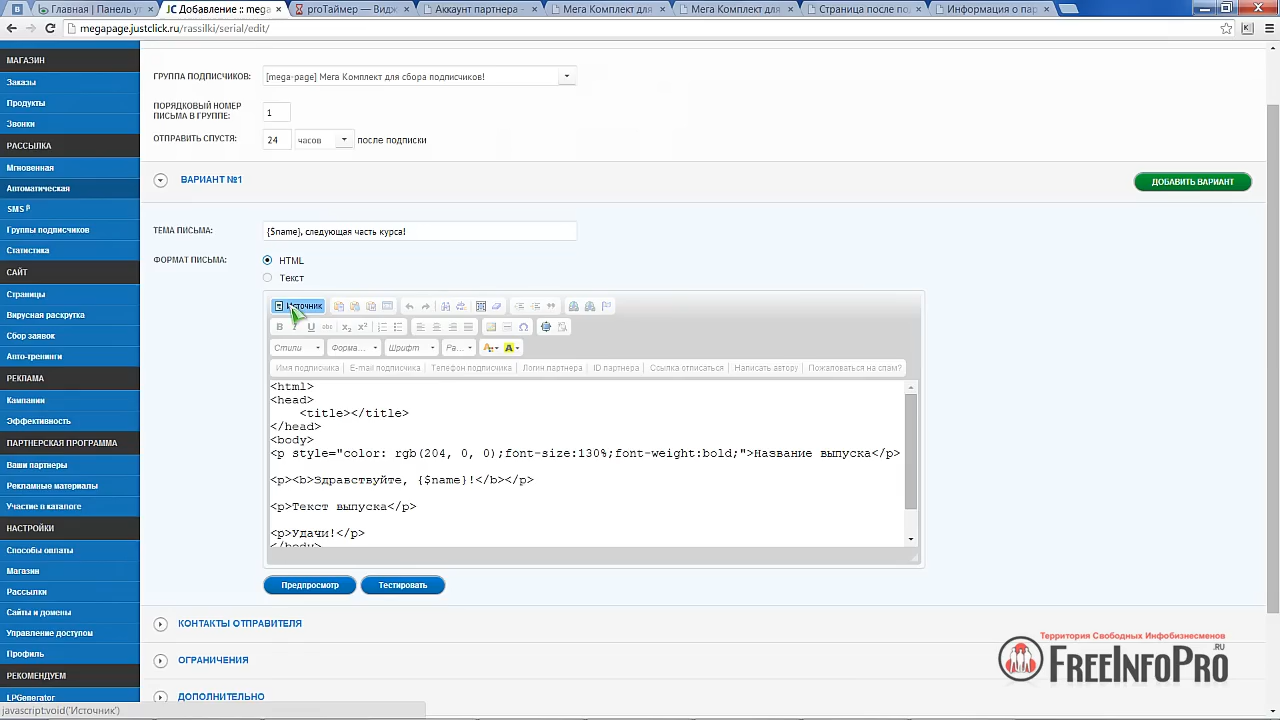 Главная | Панель уп
JC Добавление :: mega
proТаймер — Видж
Аккаунт партнера -
Мега Комплект для
Мега Комплект для
Страница после по
Информация о пар
megapage.justclick.ru/rassilki/serial/edit/
МАГАЗИН
Заказы
Продукты
Звонки
РАССЫЛКА
Мгновенная
Автоматическая
SMS β
Группы подписчиков
Статистика
САЙТ
Страницы
Вирусная раскрутка
Сбор заявок
Авто-тренинги
РЕКЛАМА
Кампании
Эффективность
ПАРТНЕРСКАЯ ПРОГРАММА
Ваши партнеры
Рекламные материалы
Участие в каталоге
НАСТРОЙКИ
Способы оплаты
Магазин
Рассылки
Сайты и домены
Управление доступом
Профиль
РЕКОМЕНДУЕМ
LPGenerator
ГРУППА ПОДПИСЧИКОВ: [mega-page] Мега Комплект для сбора подписчиков!
ПОРЯДКОВЫЙ НОМЕР
ПИСЬМА В ГРУППЕ: 1
ОТПРАВИТЬ СПУСТЯ: 24 часов после подписки
ВАРИАНТ №1
ДОБАВИТЬ ВАРИАНТ
ТЕМА ПИСЬМА: {$name}, следующая часть курса!
ФОРМАТ ПИСЬМА: HTML
Текст
Источник
B I U abc x₂ x²
Стили Форма... Шрифт Ра...
Имя подписчика E-mail подписчика Телефон подписчика Логин партнера ID партнера Ссылка отписаться Написать автору Пожаловаться на спам?
<html>
<head>
<title></title>
</head>
<body>
<p style="color: rgb(204, 0, 0);font-size:130%;font-weight:bold;">Название выпуска</p>
<p><b>Здравствуйте, {$name}!</b></p>
<p>Текст выпуска</p>
<p>Удачи!</p>
</body>
Предпросмотр Тестировать
КОНТАКТЫ ОТПРАВИТЕЛЯ
ОГРАНИЧЕНИЯ
ДОПОЛНИТЕЛЬНО
Территория Свободных Инфобизнесменов
FREEINFOPRO.RU
javascript:void('Источник')